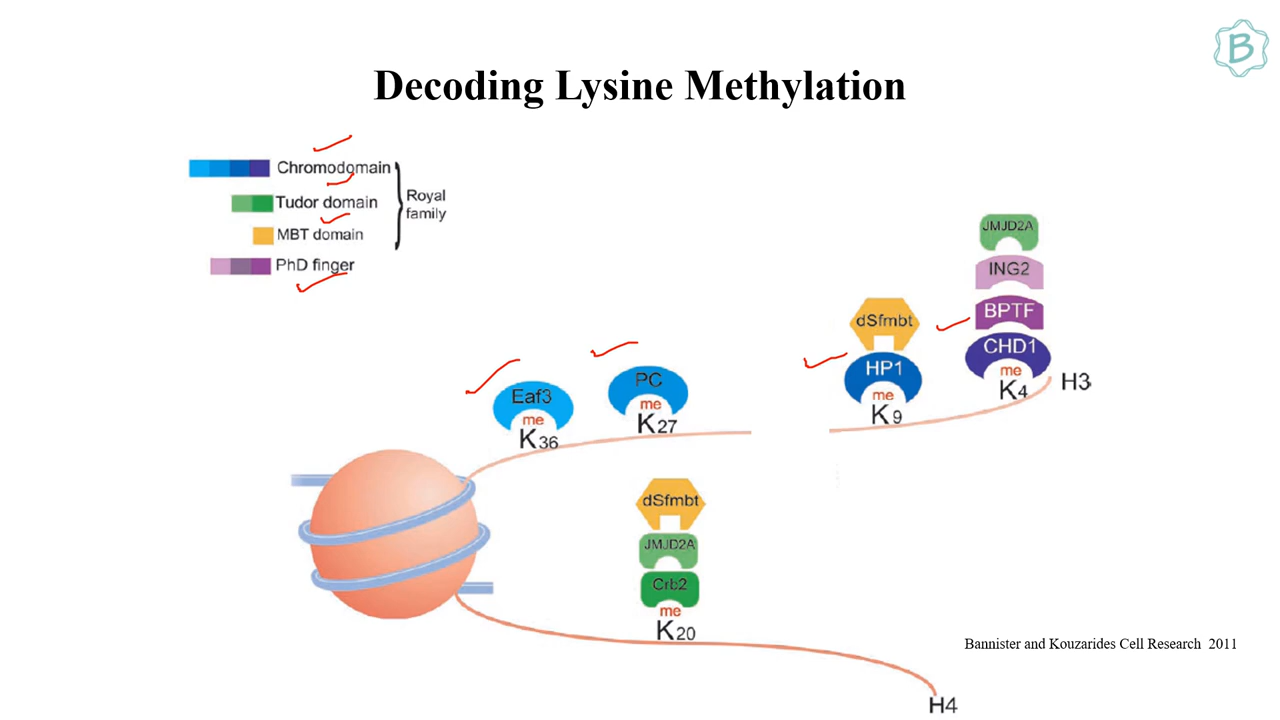 B
Decoding Lysine Methylation
Chromodomain
Tudor domain
MBT domain
PhD finger
Royal
family
JMJD2A
ING2
BPTF
CHD1
me
K4
H3
dSfmbt
HP1
me
K9
PC
me
K27
Eaf3
me
K36
dSfmbt
JMJD2A
Crb2
me
K20
H4
Bannister and Kouzarides Cell Research 2011